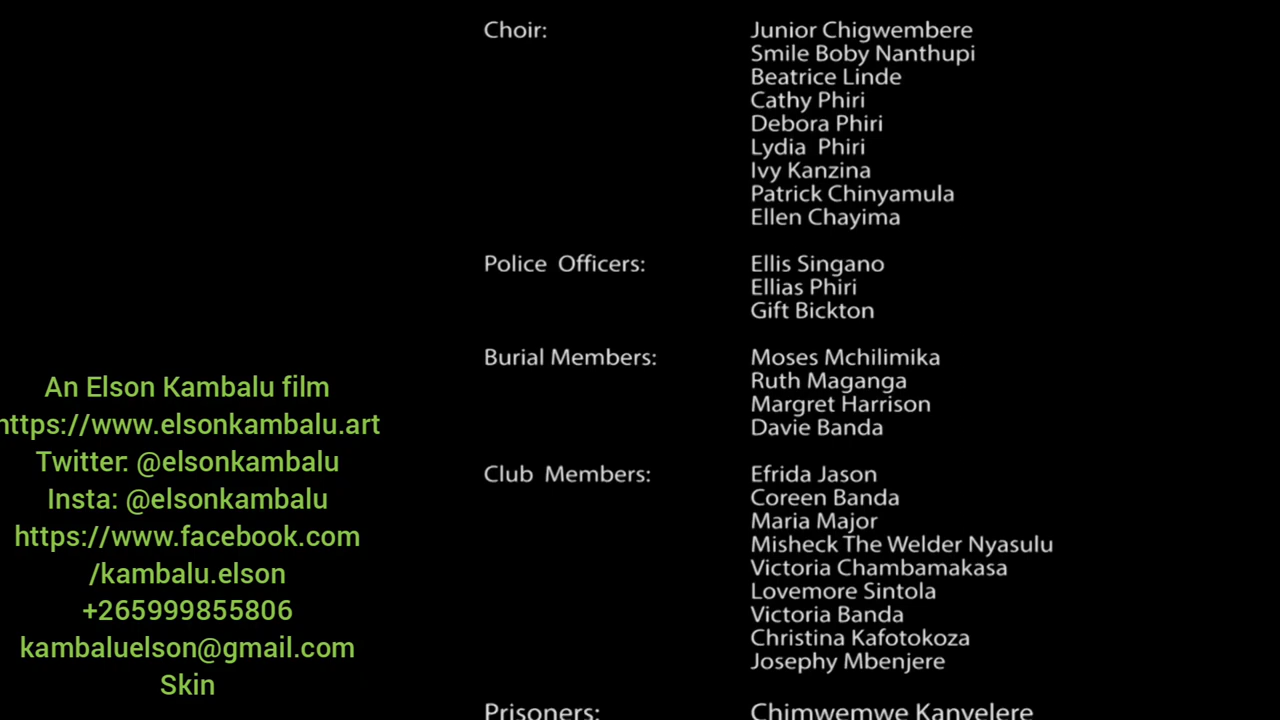 Choir: Junior Chigwembere
Smile Boby Nanthupi
Beatrice Linde
Cathy Phiri
Debora Phiri
Lydia Phiri
Ivy Kanzina
Patrick Chinyamula
Ellen Chayima
Police Officers: Ellis Singano
Ellias Phiri
Gift Bickton
Burial Members: Moses Mchilimika
Ruth Maganga
Margret Harrison
Davie Banda
Club Members: Efrida Jason
Coreen Banda
Maria Major
Misheck The Welder Nyasulu
Victoria Chambamakasa
Lovemore Sintola
Victoria Banda
Christina Kafotokoza
Josephy Mbenjere
Prisoners: Chimwemwe Kanyelere
An Elson Kambalu film
https://www.elsonkambalu.art
Twitter: @elsonkambalu
Insta: @elsonkambalu
https://www.facebook.com
/kambalu.elson
+265999855806
kambaluelson@gmail.com
Skin